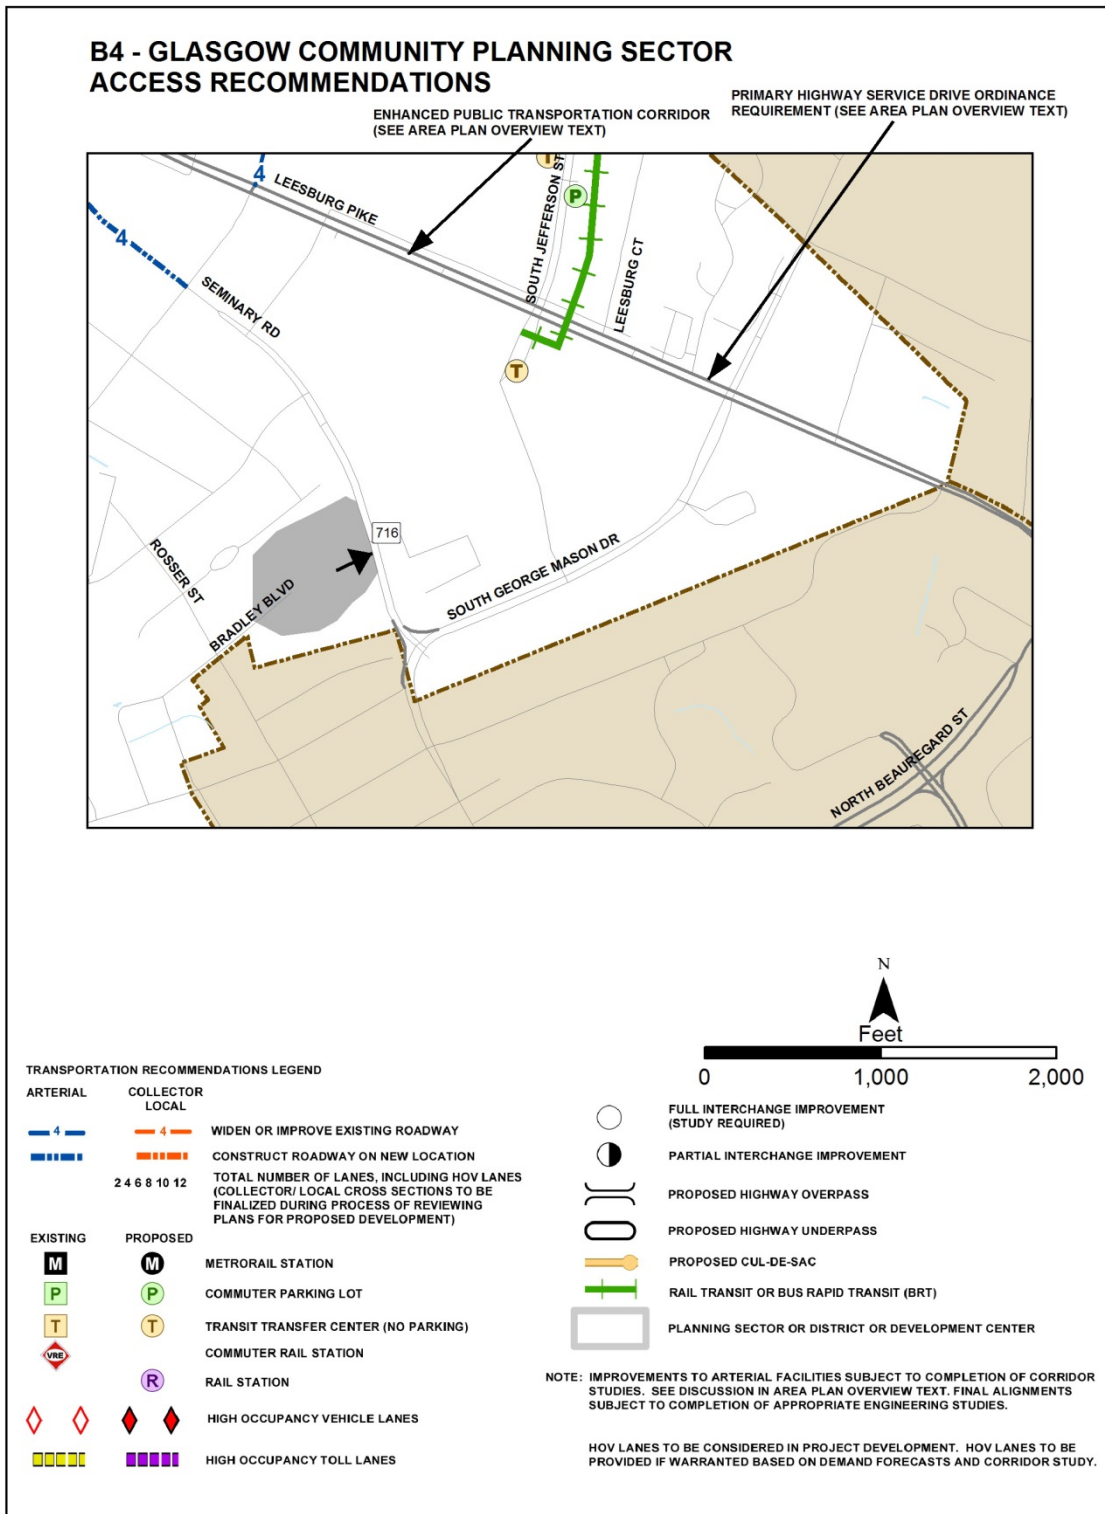 B4 - GLASGOW COMMUNITY PLANNING SECTOR
ACCESS RECOMMENDATIONS
ENHANCED PUBLIC TRANSPORTATION CORRIDOR
(SEE AREA PLAN OVERVIEW TEXT)
PRIMARY HIGHWAY SERVICE DRIVE ORDINANCE
REQUIREMENT (SEE AREA PLAN OVERVIEW TEXT)
4
LEESBURG PIKE
4
SEMINARY RD
SOUTH JEFFERSON ST
T
P
LEESBURG CT
T
716
ROSSER ST
BRADLEY BLVD
SOUTH GEORGE MASON DR
NORTH BEAUREGARD ST
N
Feet
0 1,000 2,000
TRANSPORTATION RECOMMENDATIONS LEGEND
ARTERIAL COLLECTOR
LOCAL
4 4 WIDEN OR IMPROVE EXISTING ROADWAY
CONSTRUCT ROADWAY ON NEW LOCATION
2 4 6 8 10 12 TOTAL NUMBER OF LANES, INCLUDING HOV LANES
(COLLECTOR/ LOCAL CROSS SECTIONS TO BE
FINALIZED DURING PROCESS OF REVIEWING
PLANS FOR PROPOSED DEVELOPMENT)
EXISTING PROPOSED
M M METRORAIL STATION
P P COMMUTER PARKING LOT
T T TRANSIT TRANSFER CENTER (NO PARKING)
VRE COMMUTER RAIL STATION
R RAIL STATION
HIGH OCCUPANCY VEHICLE LANES
HIGH OCCUPANCY TOLL LANES
FULL INTERCHANGE IMPROVEMENT
(STUDY REQUIRED)
PARTIAL INTERCHANGE IMPROVEMENT
PROPOSED HIGHWAY OVERPASS
PROPOSED HIGHWAY UNDERPASS
PROPOSED CUL-DE-SAC
RAIL TRANSIT OR BUS RAPID TRANSIT (BRT)
PLANNING SECTOR OR DISTRICT OR DEVELOPMENT CENTER
NOTE: IMPROVEMENTS TO ARTERIAL FACILITIES SUBJECT TO COMPLETION OF CORRIDOR
STUDIES. SEE DISCUSSION IN AREA PLAN OVERVIEW TEXT. FINAL ALIGNMENTS
SUBJECT TO COMPLETION OF APPROPRIATE ENGINEERING STUDIES.
HOV LANES TO BE CONSIDERED IN PROJECT DEVELOPMENT. HOV LANES TO BE
PROVIDED IF WARRANTED BASED ON DEMAND FORECASTS AND CORRIDOR STUDY.